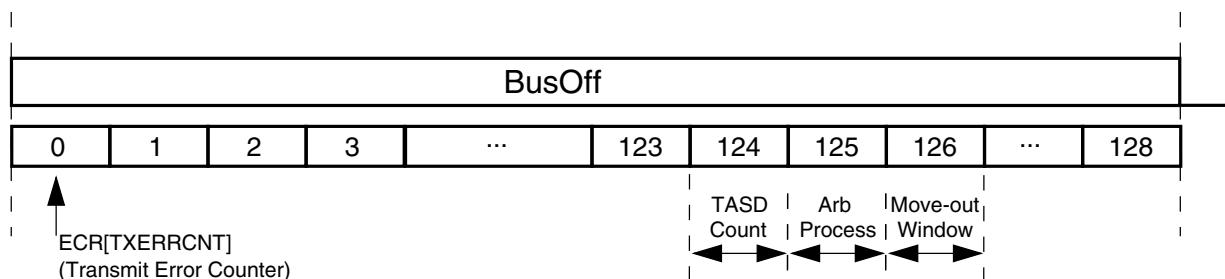 BusOff
0 1 2 3 ... 123 124 125 126 ... 128
TASD Arb Move-out
Count Process Window
ECR[TXERRCNT]
(Transmit Error Counter)